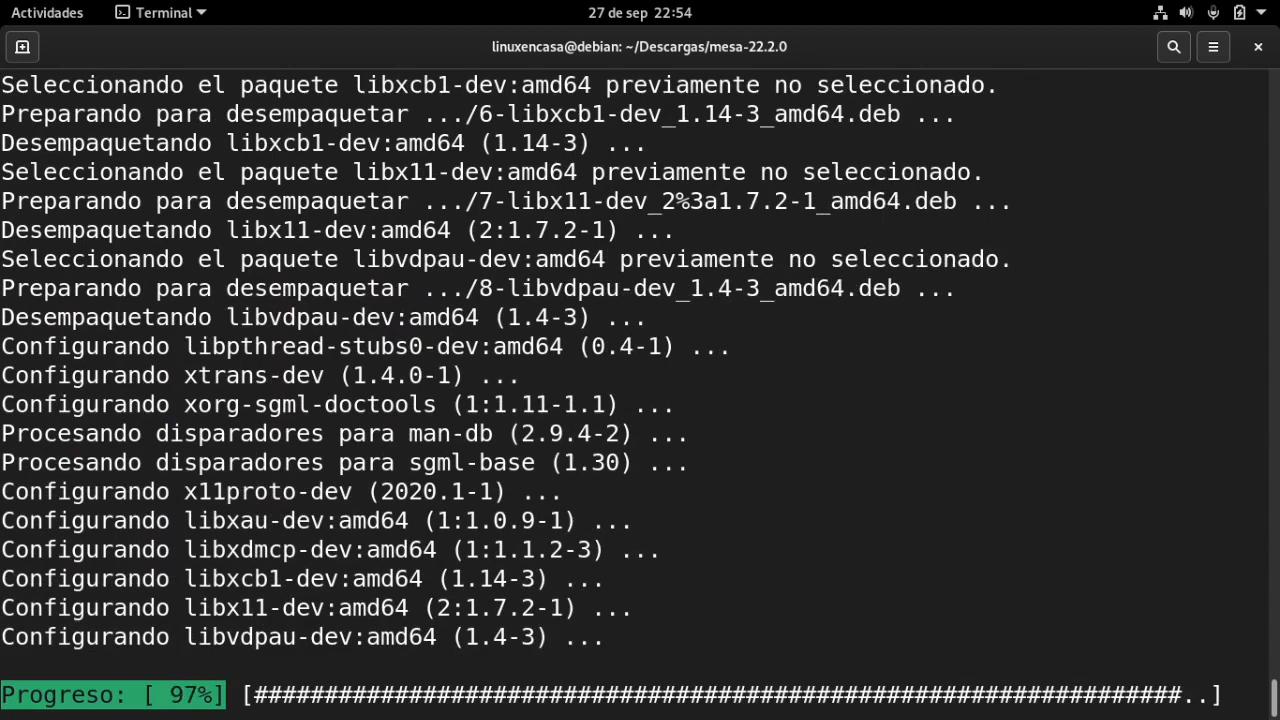 Actividades Terminal 27 de sep 22:54
linuxencasa@debian: ~/Descargas/mesa-22.2.0
Seleccionando el paquete libxcb1-dev:amd64 previamente no seleccionado.
Preparando para desempaquetar .../6-libxcb1-dev_1.14-3_amd64.deb ...
Desempaquetando libxcb1-dev:amd64 (1.14-3) ...
Seleccionando el paquete libx11-dev:amd64 previamente no seleccionado.
Preparando para desempaquetar .../7-libx11-dev_2%3a1.7.2-1_amd64.deb ...
Desempaquetando libx11-dev:amd64 (2:1.7.2-1) ...
Seleccionando el paquete libvdpau-dev:amd64 previamente no seleccionado.
Preparando para desempaquetar .../8-libvdpau-dev_1.4-3_amd64.deb ...
Desempaquetando libvdpau-dev:amd64 (1.4-3) ...
Configurando libpthread-stubs0-dev:amd64 (0.4-1) ...
Configurando xtrans-dev (1.4.0-1) ...
Configurando xorg-sgml-doctools (1:1.11-1.1) ...
Procesando disparadores para man-db (2.9.4-2) ...
Procesando disparadores para sgml-base (1.30) ...
Configurando x11proto-dev (2020.1-1) ...
Configurando libxau-dev:amd64 (1:1.0.9-1) ...
Configurando libxdmcp-dev:amd64 (1:1.1.2-3) ...
Configurando libxcb1-dev:amd64 (1.14-3) ...
Configurando libx11-dev:amd64 (2:1.7.2-1) ...
Configurando libvdpau-dev:amd64 (1.4-3) ...
Progreso: [ 97%] [##################################################################..]